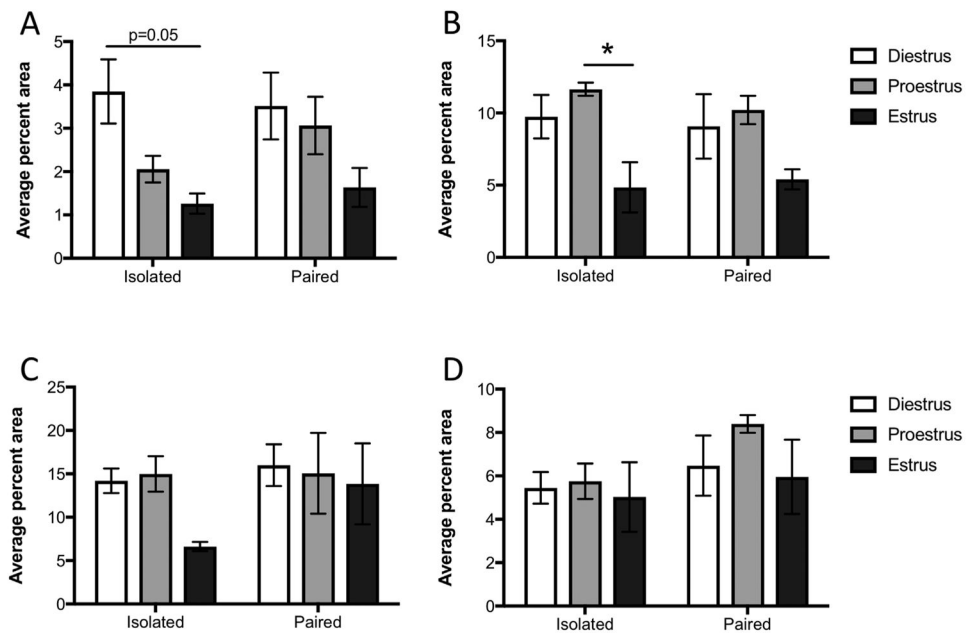 A
Average percent area
5
4
3
2
1
0
p=0.05
Isolated
Paired
B
Average percent area
15
10
5
0
*
Isolated
Paired
Diestrus
Proestrus
Estrus
C
Average percent area
25
20
15
10
5
0
Isolated
Paired
D
Average percent area
10
8
6
4
2
0
Isolated
Paired
Diestrus
Proestrus
Estrus